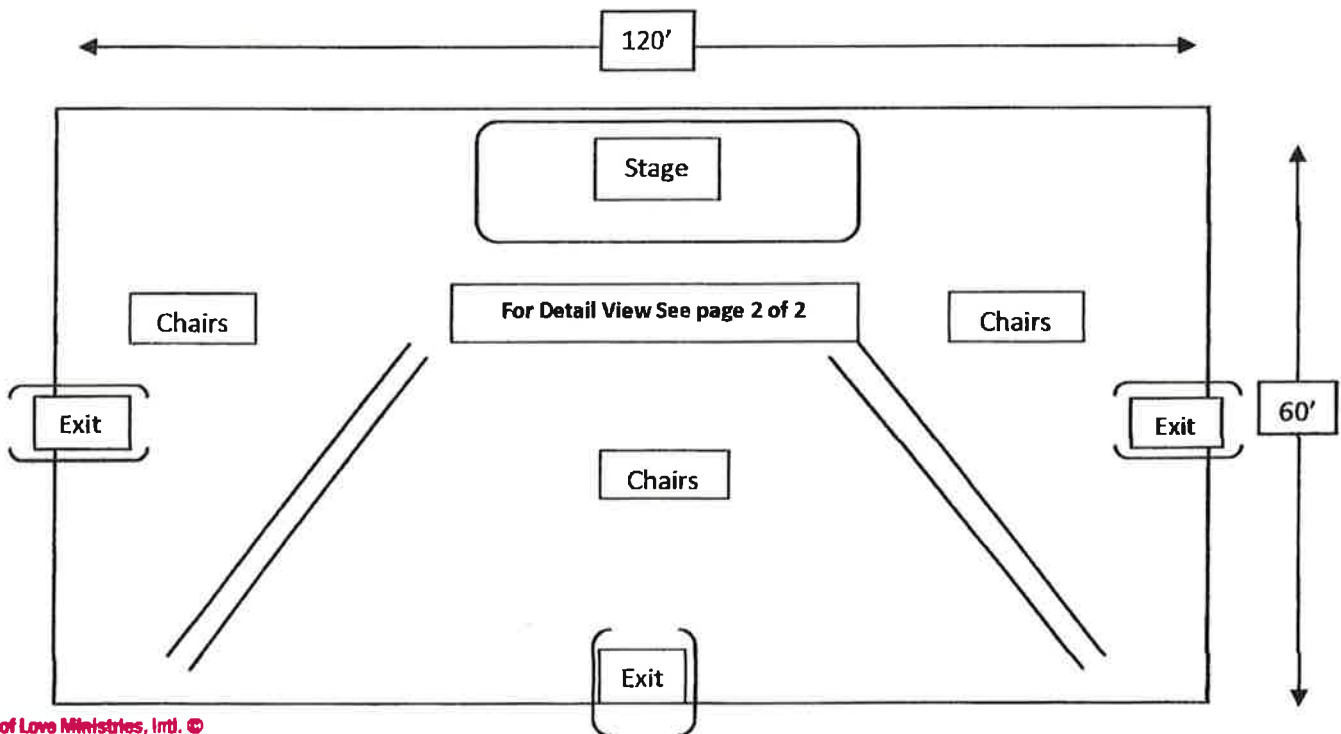 120'
Stage
For Detail View See page 2 of 2
Chairs
Chairs
Exit
Exit
60'
Chairs
Exit
of Love Ministries, Intl. ©